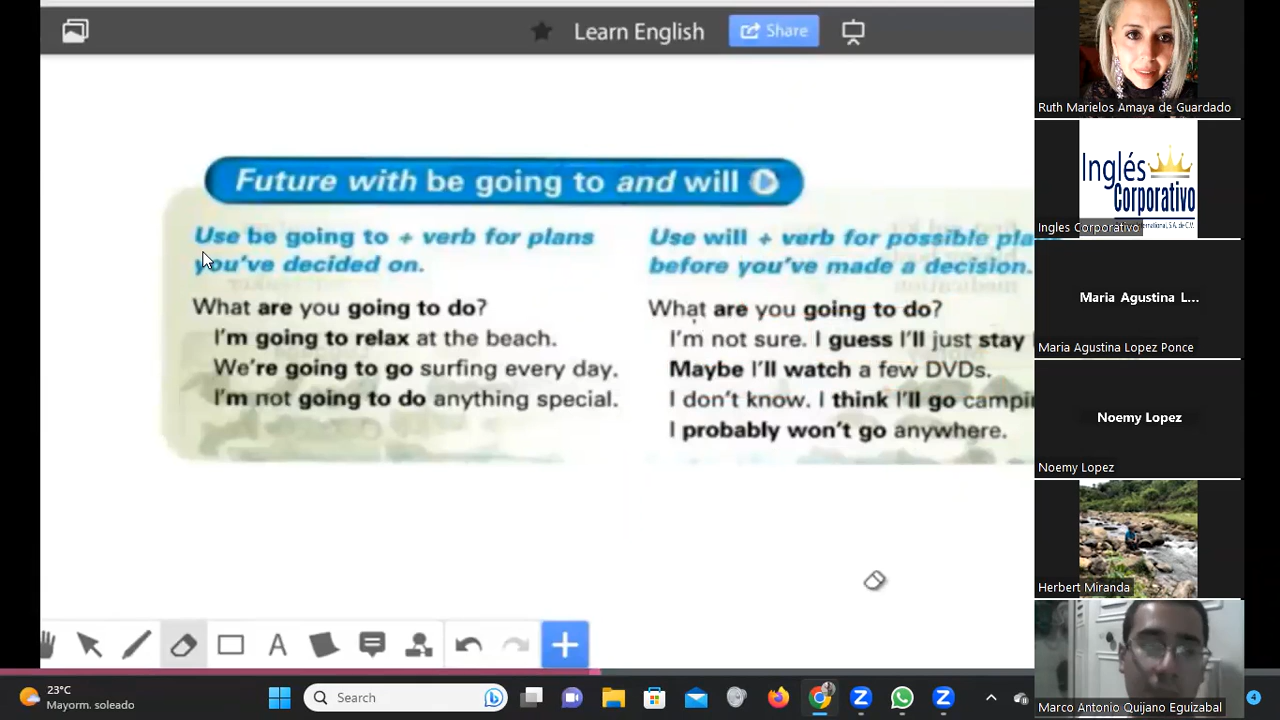 Learn English
Share
Future with be going to and will
Use be going to + verb for plans
you've decided on.
What are you going to do?
I'm going to relax at the beach.
We're going to go surfing every day.
I'm not going to do anything special.
Use will + verb for possible
before you've made a decision.
What are you going to do?
I'm not sure. I guess I'll just stay
Maybe I'll watch a few DVDs.
I don't know. I think I'll go
I probably won't go anywhere.
Ruth Marielos Amaya de Guardado
Inglés
Corporativo
Ingles Corporativo
Maria Agustina L...
Maria Agustina Lopez Ponce
Noemy Lopez
Noemy Lopez
Herbert Miranda
Marco Antonio Quijano Eguizabal
A
23°C
Mayorm. soleado
Search
4